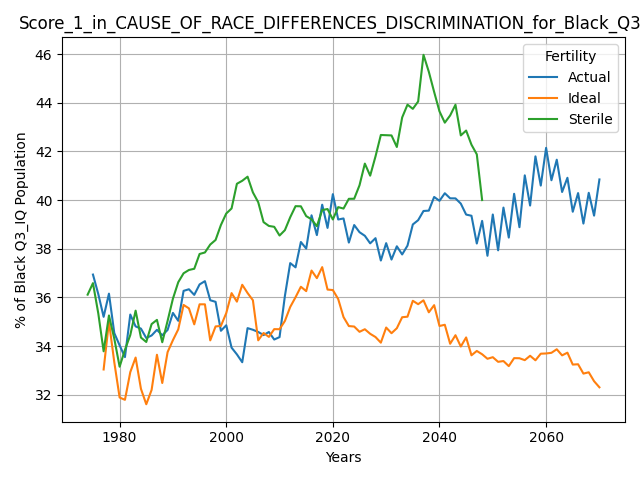 Score_1_in_CAUSE_OF_RACE_DIFFERENCES_DISCRIMINATION_for_Black_Q3
46
44
42
40
38
36
34
32
% of Black Q3_IQ Population
Fertility
Actual
Ideal
Sterile
1980
2000
2020
2040
2060
Years